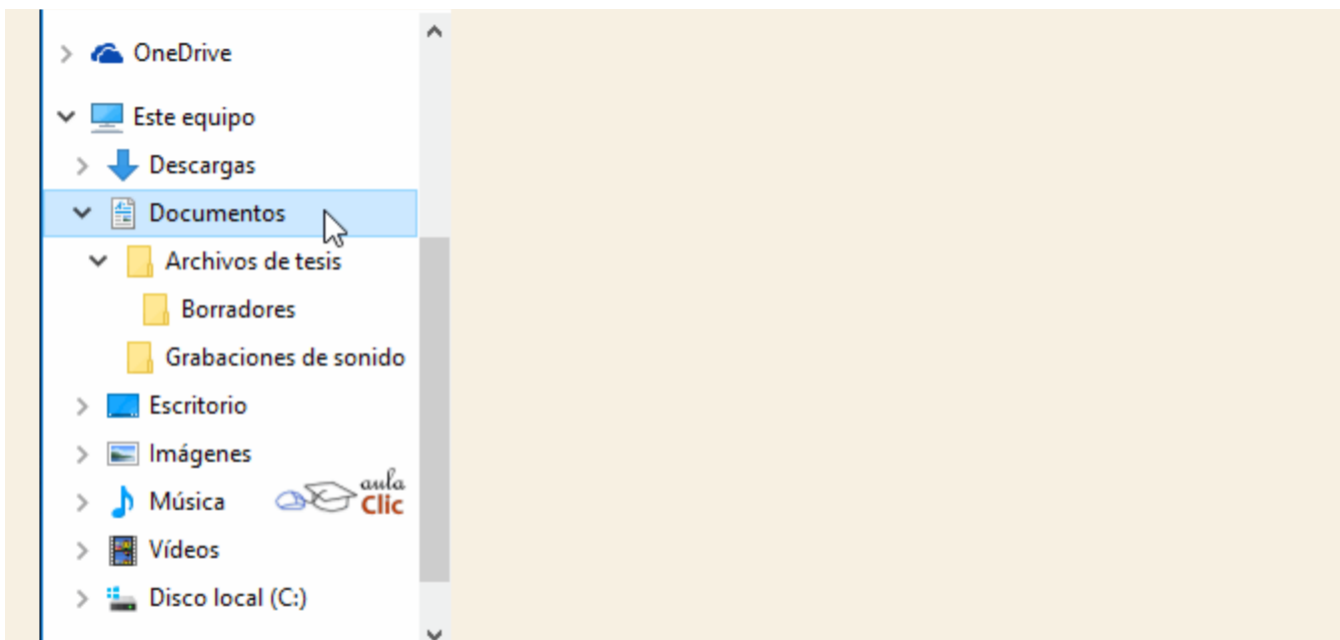 OneDrive
Este equipo
Descargas
Documentos
Archivos de tesis
Borradores
Grabaciones de sonido
Escritorio
Imágenes
Música
aula
Clic
Vídeos
Disco local (C:)